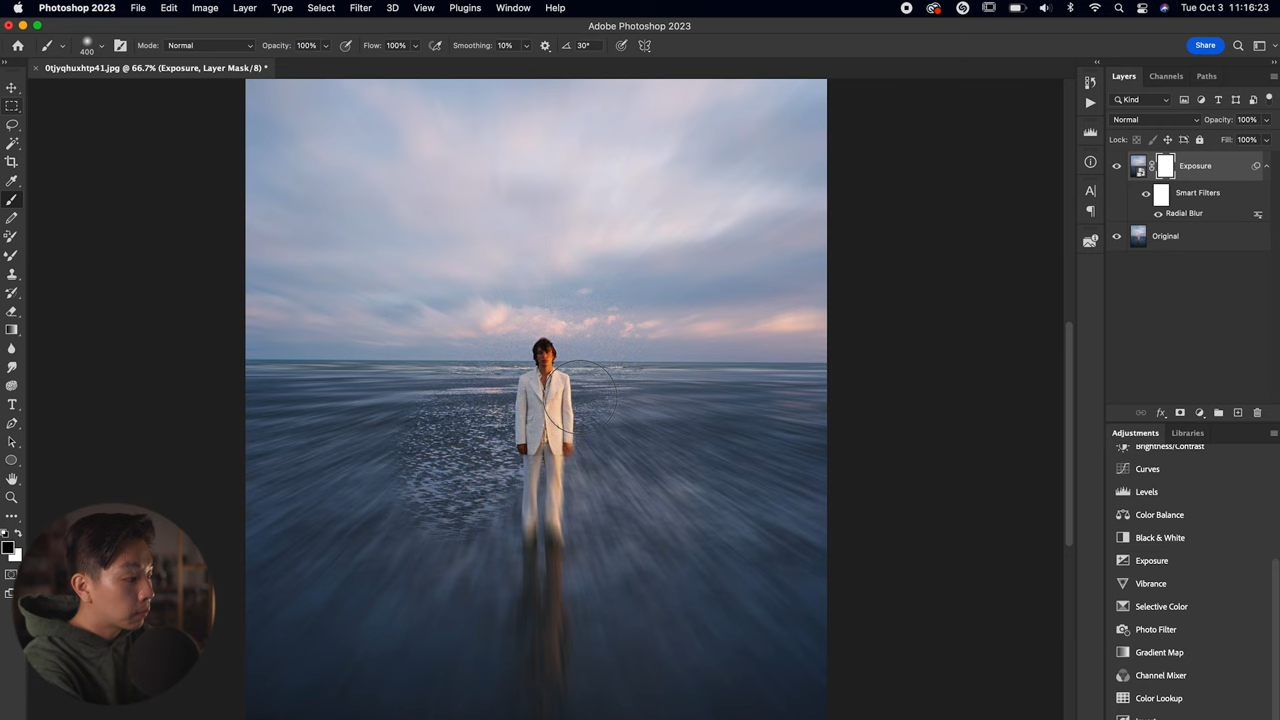 Photoshop 2023 File Edit Image Layer Type Select Filter 3D View Plugins Window Help Tue Oct 3 11:16:23
Adobe Photoshop 2023
400 Mode: Normal Opacity: 100% Flow: 100% Smoothing: 10% 30° Share
0tjyqhuxhtp41.jpg @ 66.7% (Exposure, Layer Mask/8) *
Layers Channels Paths
Kind
Normal Opacity: 100%
Lock: Fill: 100%
Exposure
Smart Filters
Radial Blur
Original
Adjustments Libraries
Brightness/Contrast
Curves
Levels
Color Balance
Black & White
Exposure
Vibrance
Selective Color
Photo Filter
Gradient Map
Channel Mixer
Color Lookup